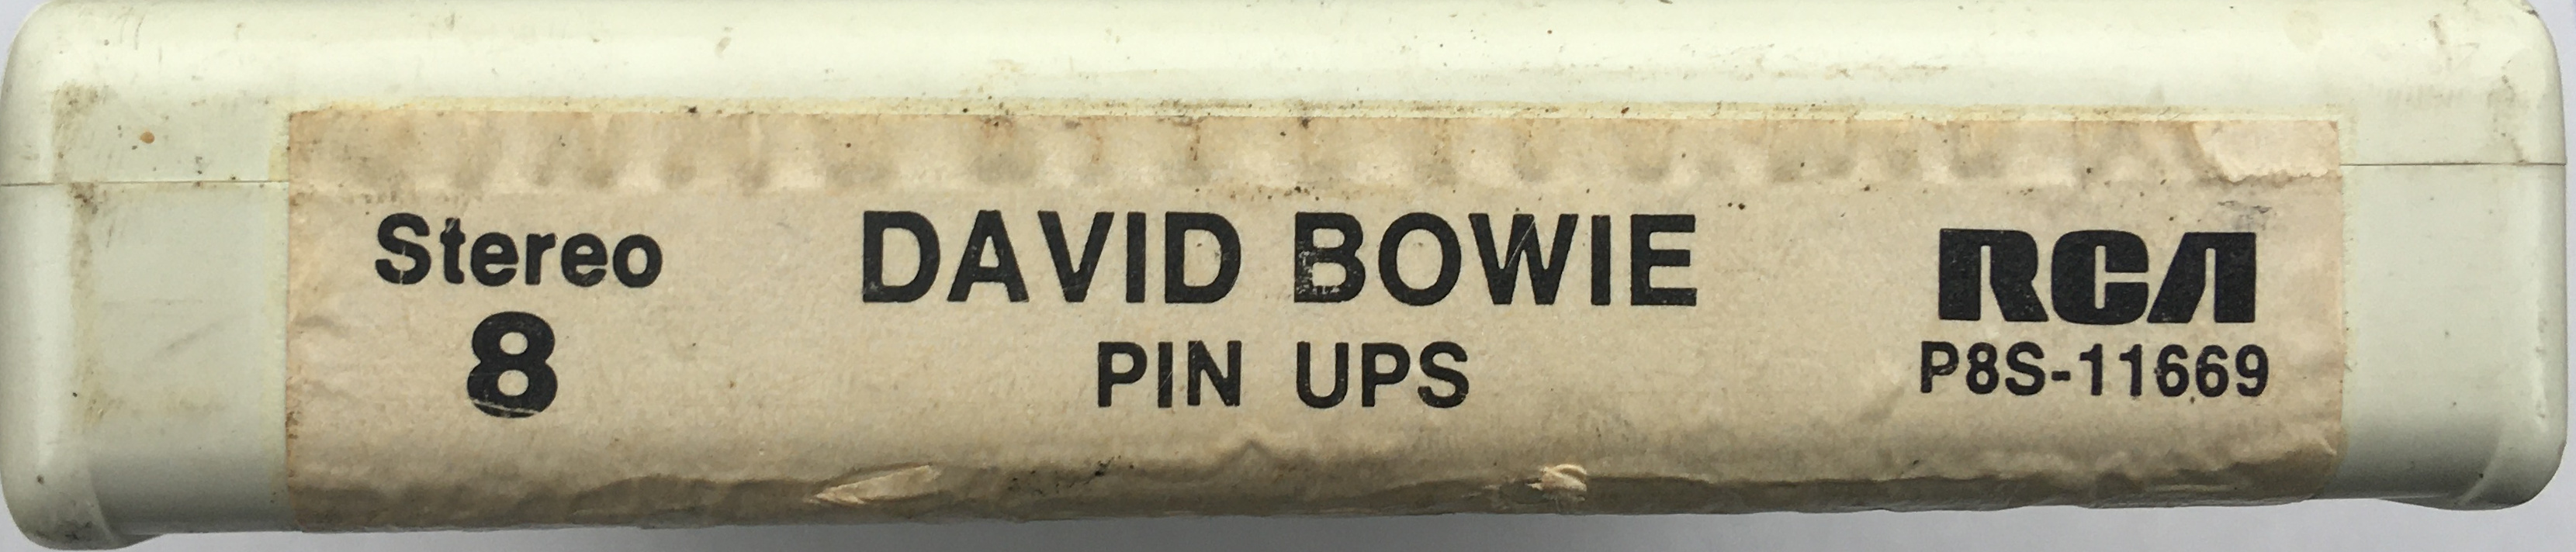 Stereo
8
DAVID BOWIE
PIN UPS
RCA
P8S-11669